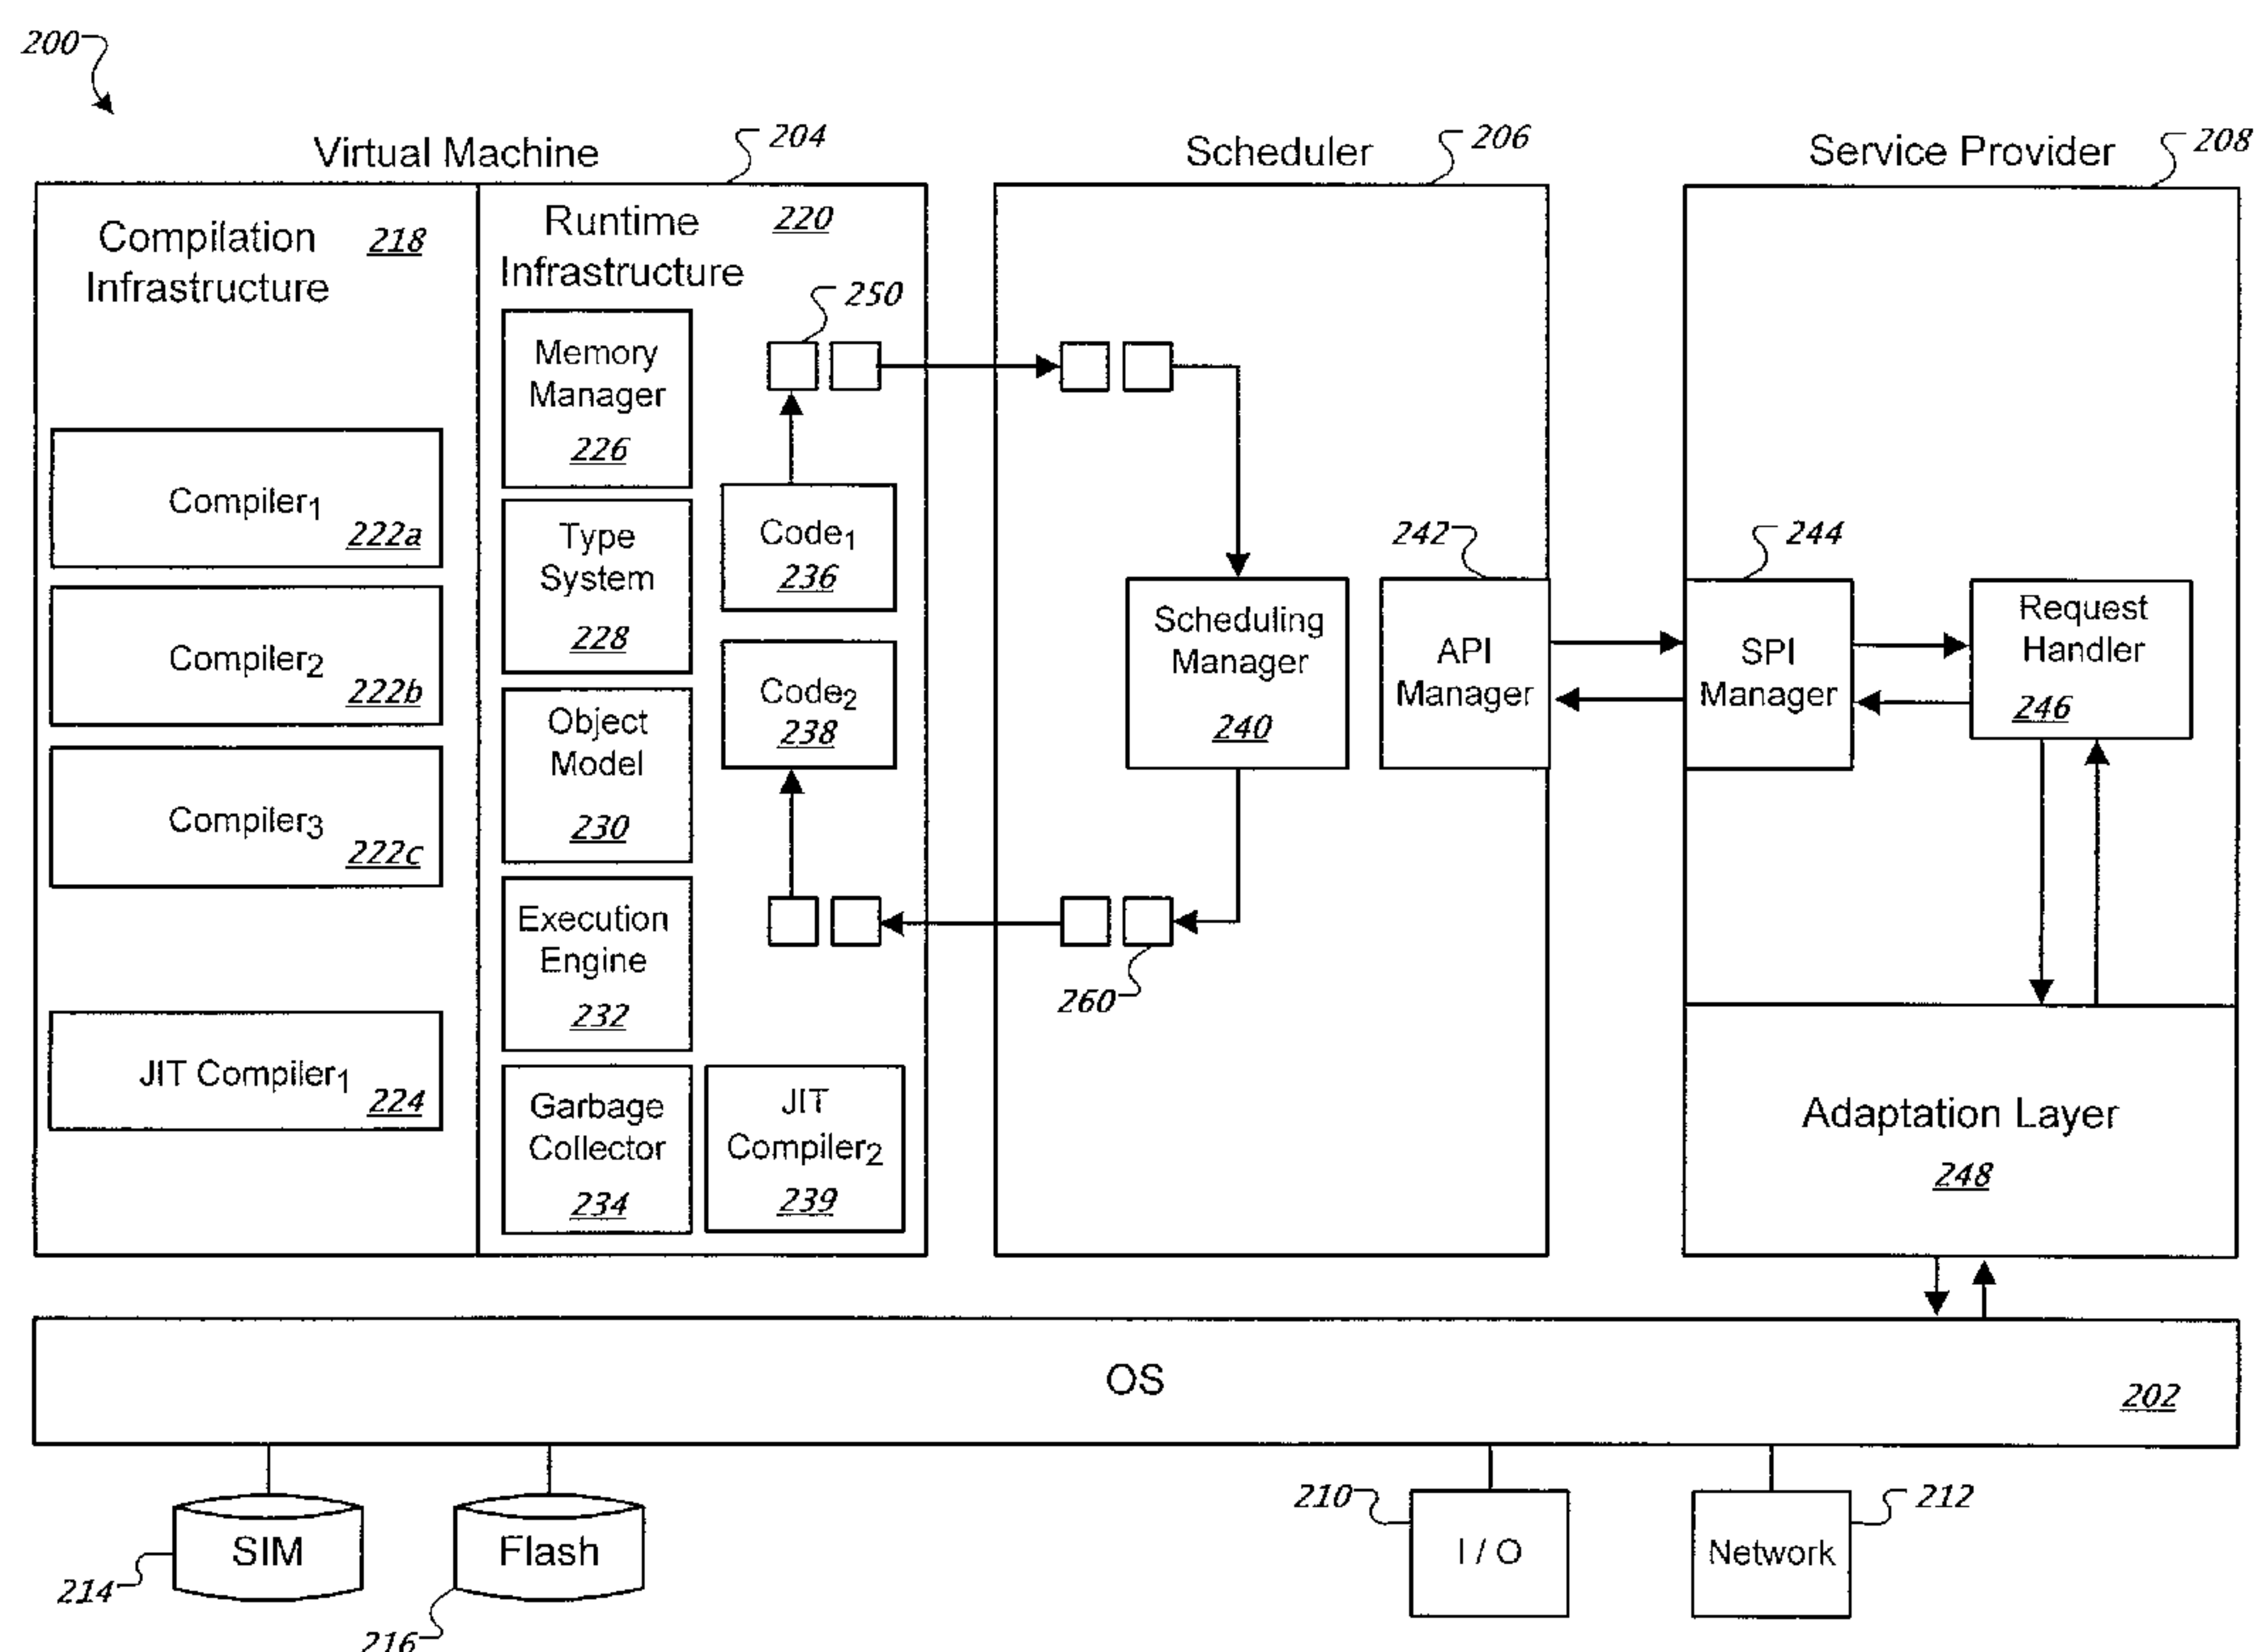 200
Virtual Machine
204
Scheduler
206
Service Provider
208
Compilation
Infrastructure
218
Runtime
Infrastructure
220
250
Memory
Manager
226
Compiler1
222a
Type
System
228
Code1
236
242
244
Compiler2
222b
Code2
238
Scheduling
Manager
240
API
Manager
SPI
Manager
Request
Handler
246
Object
Model
230
Compiler3
222c
Execution
Engine
232
260
JIT Compiler1
224
Garbage
Collector
234
JIT
Compiler2
239
Adaptation Layer
248
OS
202
SIM
214
Flash
216
210
I / O
Network
212